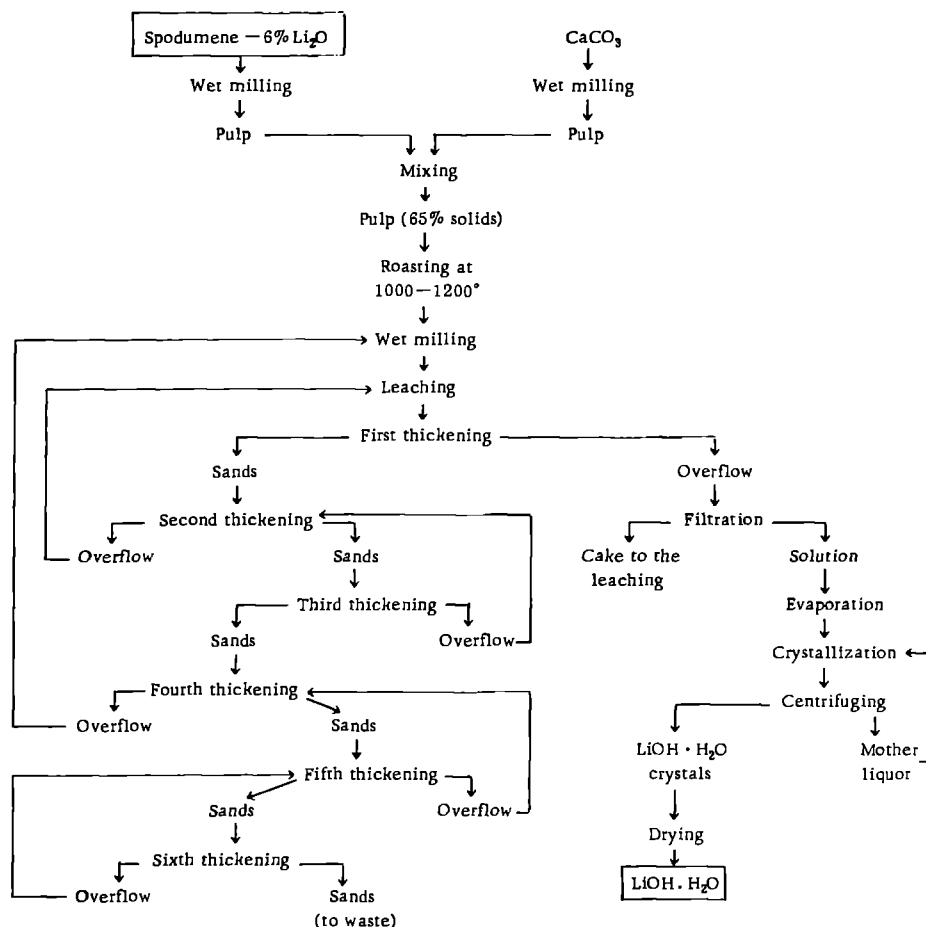 Spodumene — 6% Li₂O
CaCO₃
Wet milling
Wet milling
Pulp
Pulp
Mixing
Pulp (65% solids)
Roasting at
1000—1200°
Wet milling
Leaching
First thickening
Sands
Overflow
Second thickening
Filtration
Overflow
Sands
Cake to the
leaching
Solution
Third thickening
Evaporation
Sands
Overflow
Crystallization
Fourth thickening
Centrifuging
Overflow
Sands
LiOH · H₂O
crystals
Mother
liquor
Fifth thickening
Sands
Overflow
Drying
Sixth thickening
LiOH . H₂O
Overflow
Sands
(to waste)